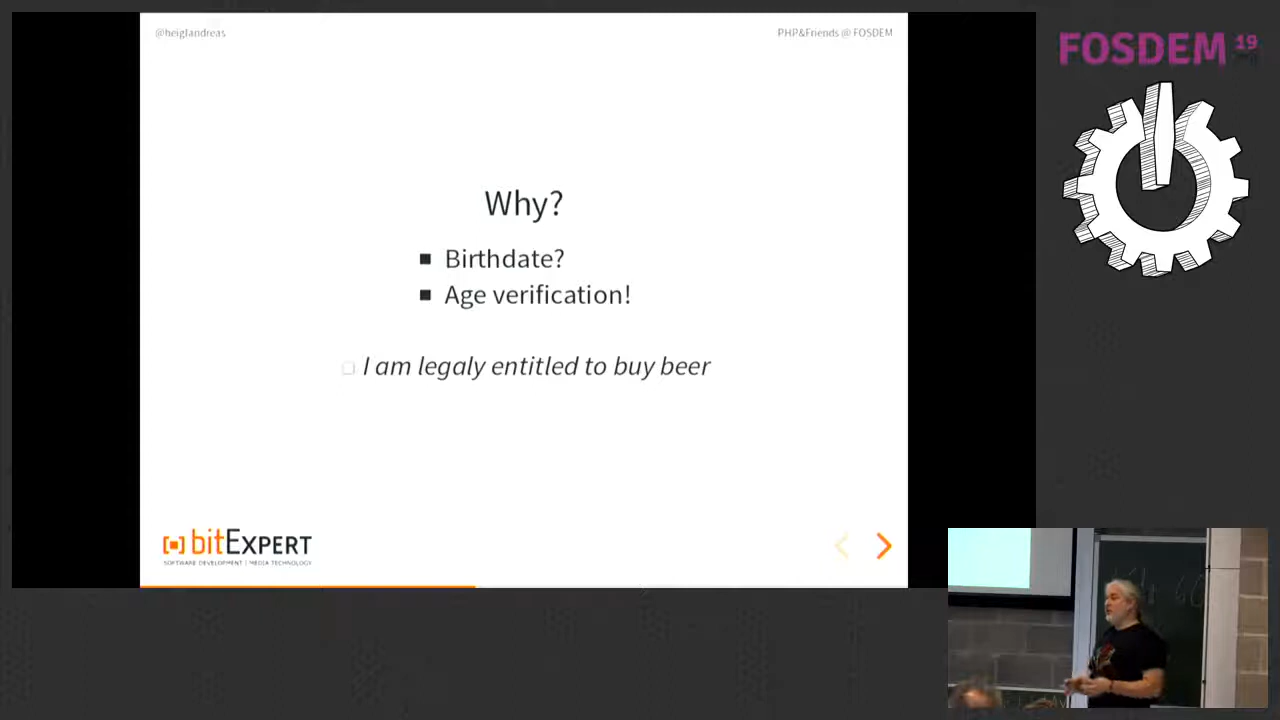 @heiglandreas
PHP&Friends @ FOSDEM
FOSDEM 19
Why?
Birthdate?
Age verification!
I am legaly entitled to buy beer
bitExpert
SOFTWARE DEVELOPMENT | MEDIA TECHNOLOGY